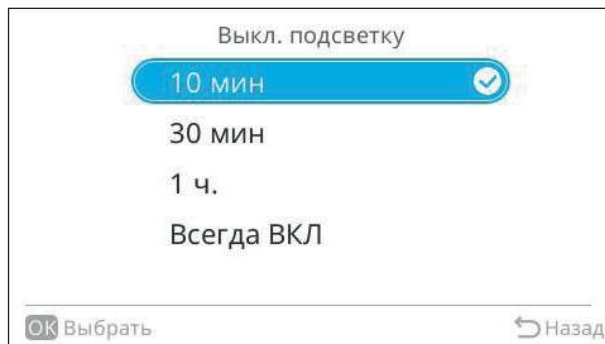 Выкл. подсветку
10 мин
30 мин
1 ч.
Всегда ВКЛ
OK Выбрать
Назад